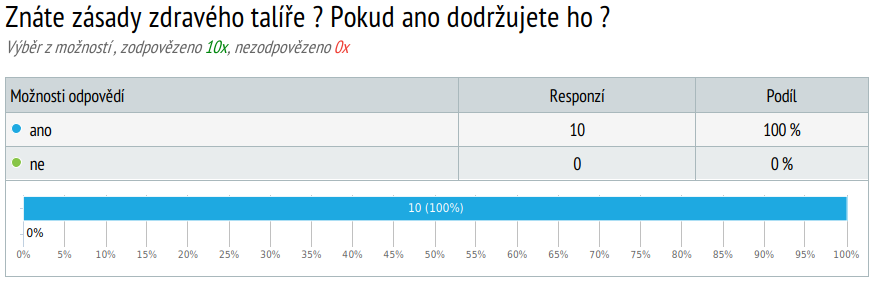 Znáte zásady zdravého talíře ? Pokud ano dodržujete ho ?
Výběr z možností , zodpovězeno 10x, nezodpovězeno 0x
Možnosti odpovědí Responzí Podíl
ano 10 100 %
ne 0 0 %
10 (100%)
0%
0% 5% 10% 15% 20% 25% 30% 35% 40% 45% 50% 55% 60% 65% 70% 75% 80% 85% 90% 95% 100%